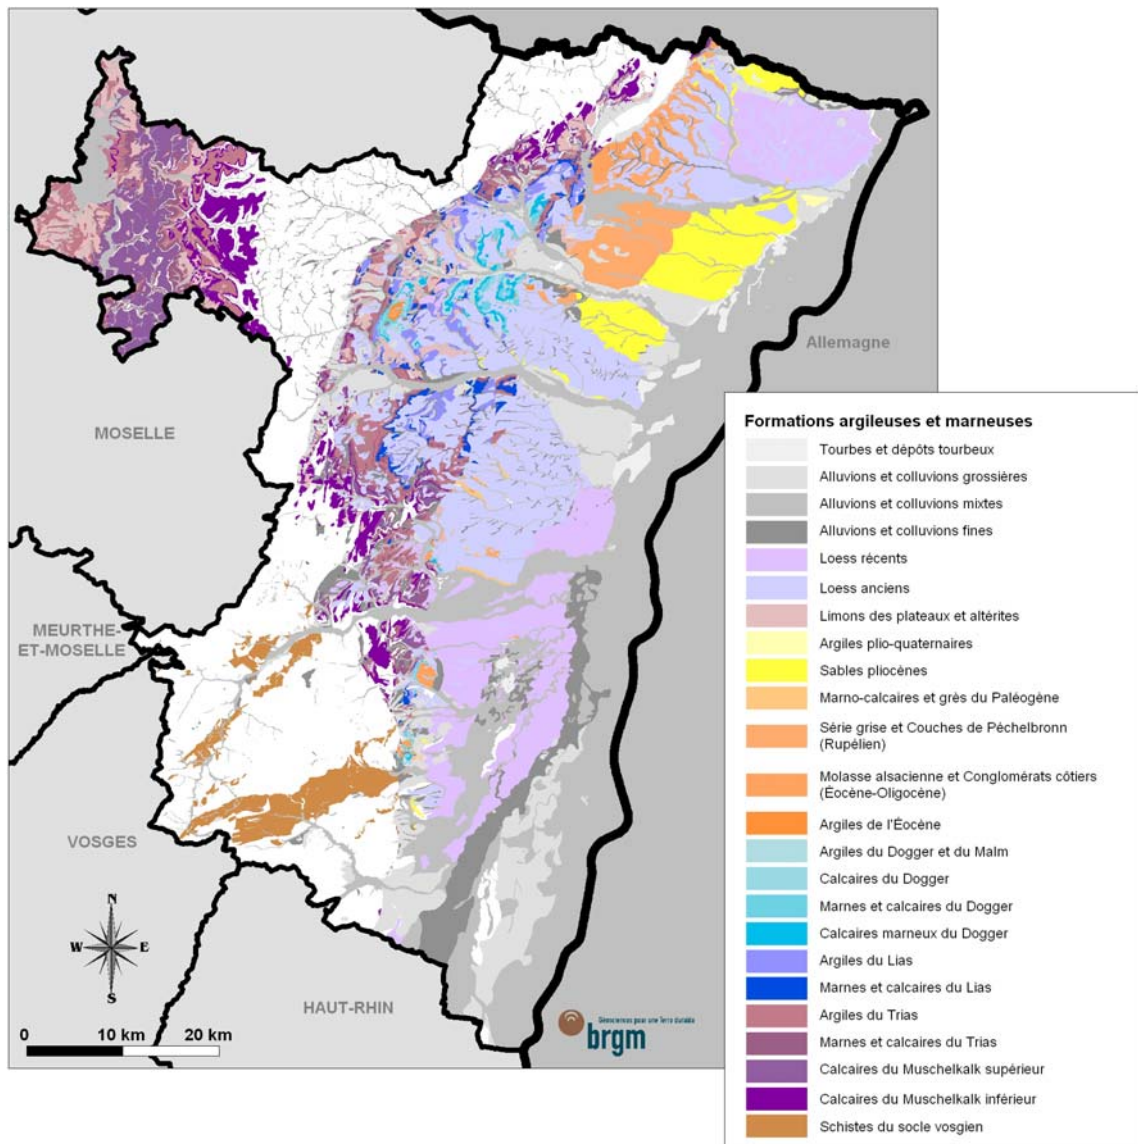 Allemagne
MOSELLE
MEURTHE-
ET-MOSELLE
VOSGES
HAUT-RHIN
N
W E
S
0 10 km 20 km
Géosciences pour une Terre durable
brgm
Formations argileuses et marneuses
Tourbes et dépôts tourbeux
Alluvions et colluvions grossières
Alluvions et colluvions mixtes
Alluvions et colluvions fines
Loess récents
Loess anciens
Limons des plateaux et altérites
Argiles plio-quaternaires
Sables pliocènes
Marno-calcaires et grès du Paléogène
Série grise et Couches de Péchelbronn
(Rupélien)
Molasse alsacienne et Conglomérats côtiers
(Éocène-Oligocène)
Argiles de l'Éocène
Argiles du Dogger et du Malm
Calcaires du Dogger
Marnes et calcaires du Dogger
Calcaires marneux du Dogger
Argiles du Lias
Marnes et calcaires du Lias
Argiles du Trias
Marnes et calcaires du Trias
Calcaires du Muschelkalk supérieur
Calcaires du Muschelkalk inférieur
Schistes du socle vosgien